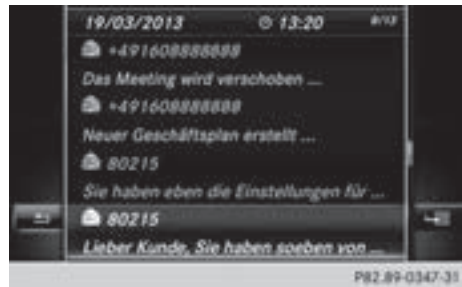 19/03/2013 13:20 8/13
+491608888888
Das Meeting wird verschoben ...
+491608888888
Neuer Geschäftsplan erstellt ...
80215
Sie haben eben die Einstellungen für ...
80215
Lieber Kunde, Sie haben soeben von ...
P82.89-0347-31